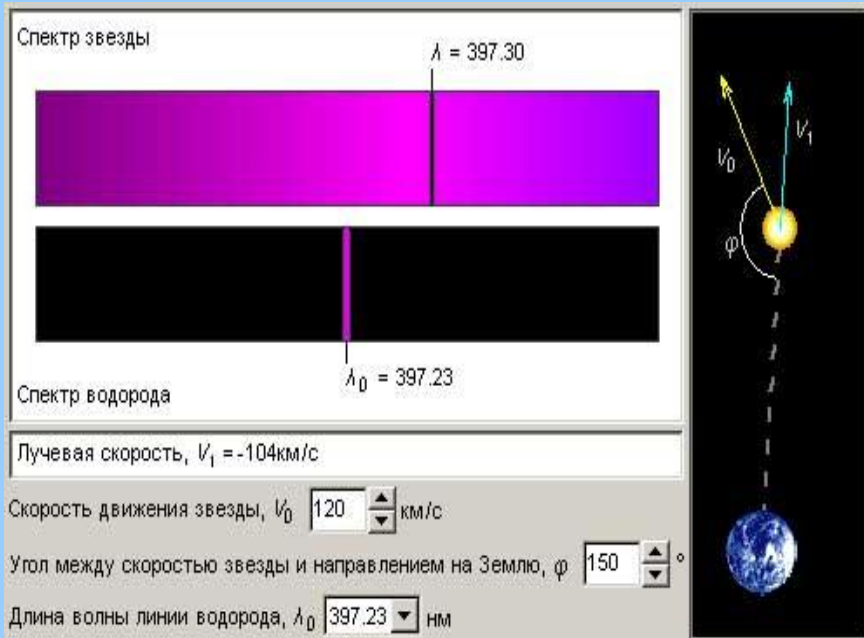 Спектр звезды
λ = 397.30
λ0 = 397.23
Спектр водорода
V0
V1
φ
Лучевая скорость, V1 = -104км/с
Скорость движения звезды, V0 120 км/с
Угол между скоростью звезды и направлением на Землю, φ 150 °
Длина волны линии водорода, λ0 397.23 нм